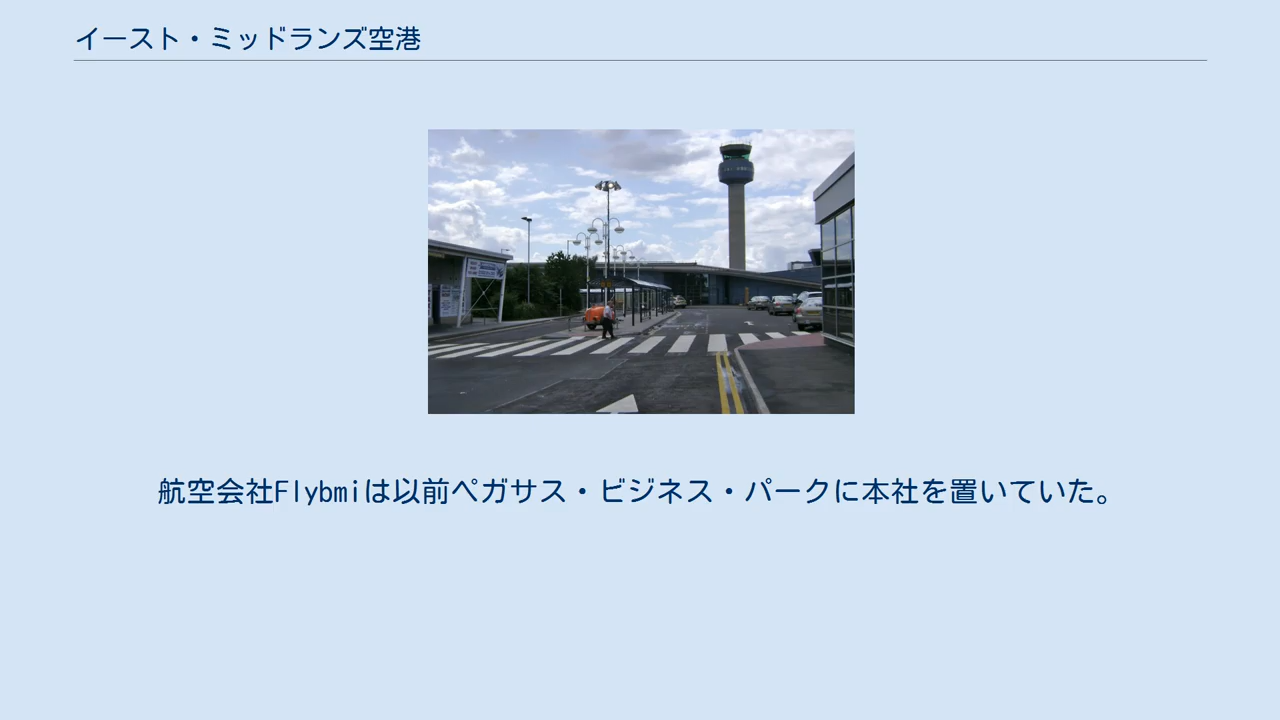 イースト・ミッドランズ空港
航空会社Flybmiは以前ペガサス・ビジネス・パークに本社を置いていた。